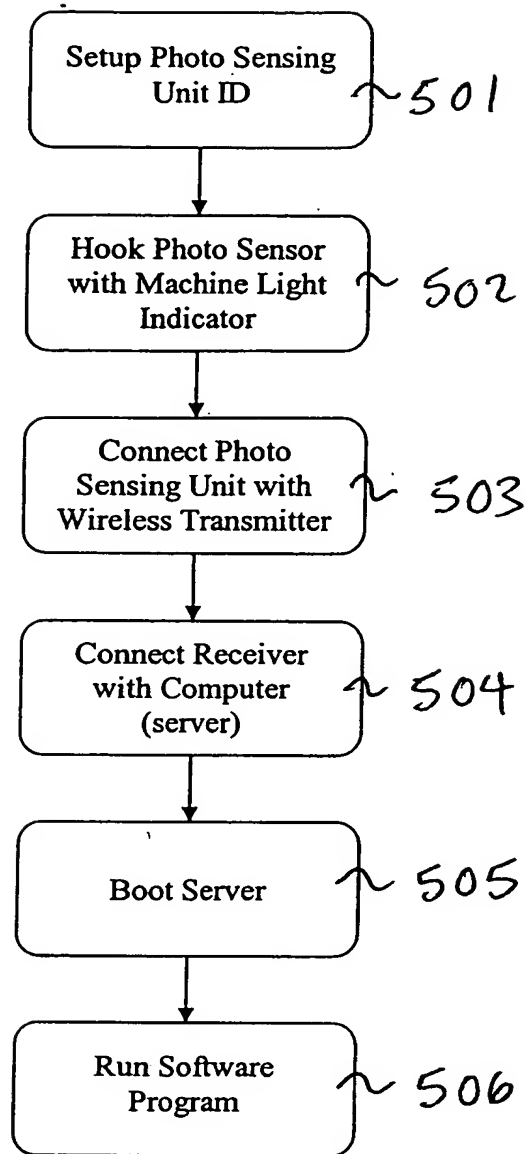 Setup Photo Sensing
Unit ID
501
Hook Photo Sensor
with Machine Light
Indicator
502
Connect Photo
Sensing Unit with
Wireless Transmitter
503
Connect Receiver
with Computer
(server)
504
Boot Server
505
Run Software
Program
506